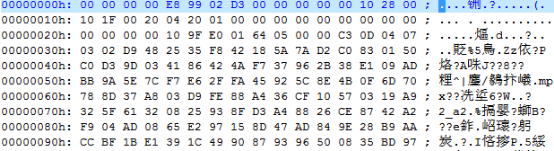 00000000h: 00 00 00 00 E8 99 02 D3 00 00 00 00 00 10 28 00 ; ....铏.?.....(.
00000010h: 10 1F 00 20 04 20 01 00 00 00 00 00 00 00 00 00 ; ... . ..........
00000020h: 00 00 00 00 10 9F E0 01 64 05 00 00 C3 0D 04 07 ;
00000030h: 03 02 D9 48 25 35 F8 42 18 5A 7A D2 C2 83 01 50 ;
00000040h: C0 D3 9D 03 41 86 42 4A F7 37 96 2B 38 E1 09 AD ;
00000050h: BB 9A 5E 7C F7 E6 2F FA 45 92 5C 8E 4B 0F 6D 70 ;
00000060h: 78 8D 37 A8 03 D9 FE 88 A4 36 CF 10 57 03 19 A9 ;
00000070h: 32 5F 61 32 08 25 93 8F D3 A4 88 26 CE 87 42 A2 ;
00000080h: F9 04 AD 08 65 E2 97 15 8D 47 AD 84 9E 28 B9 AA ;
00000090h: CC BF 1B E1 39 1C 49 90 87 93 96 50 08 35 BD 97 ;